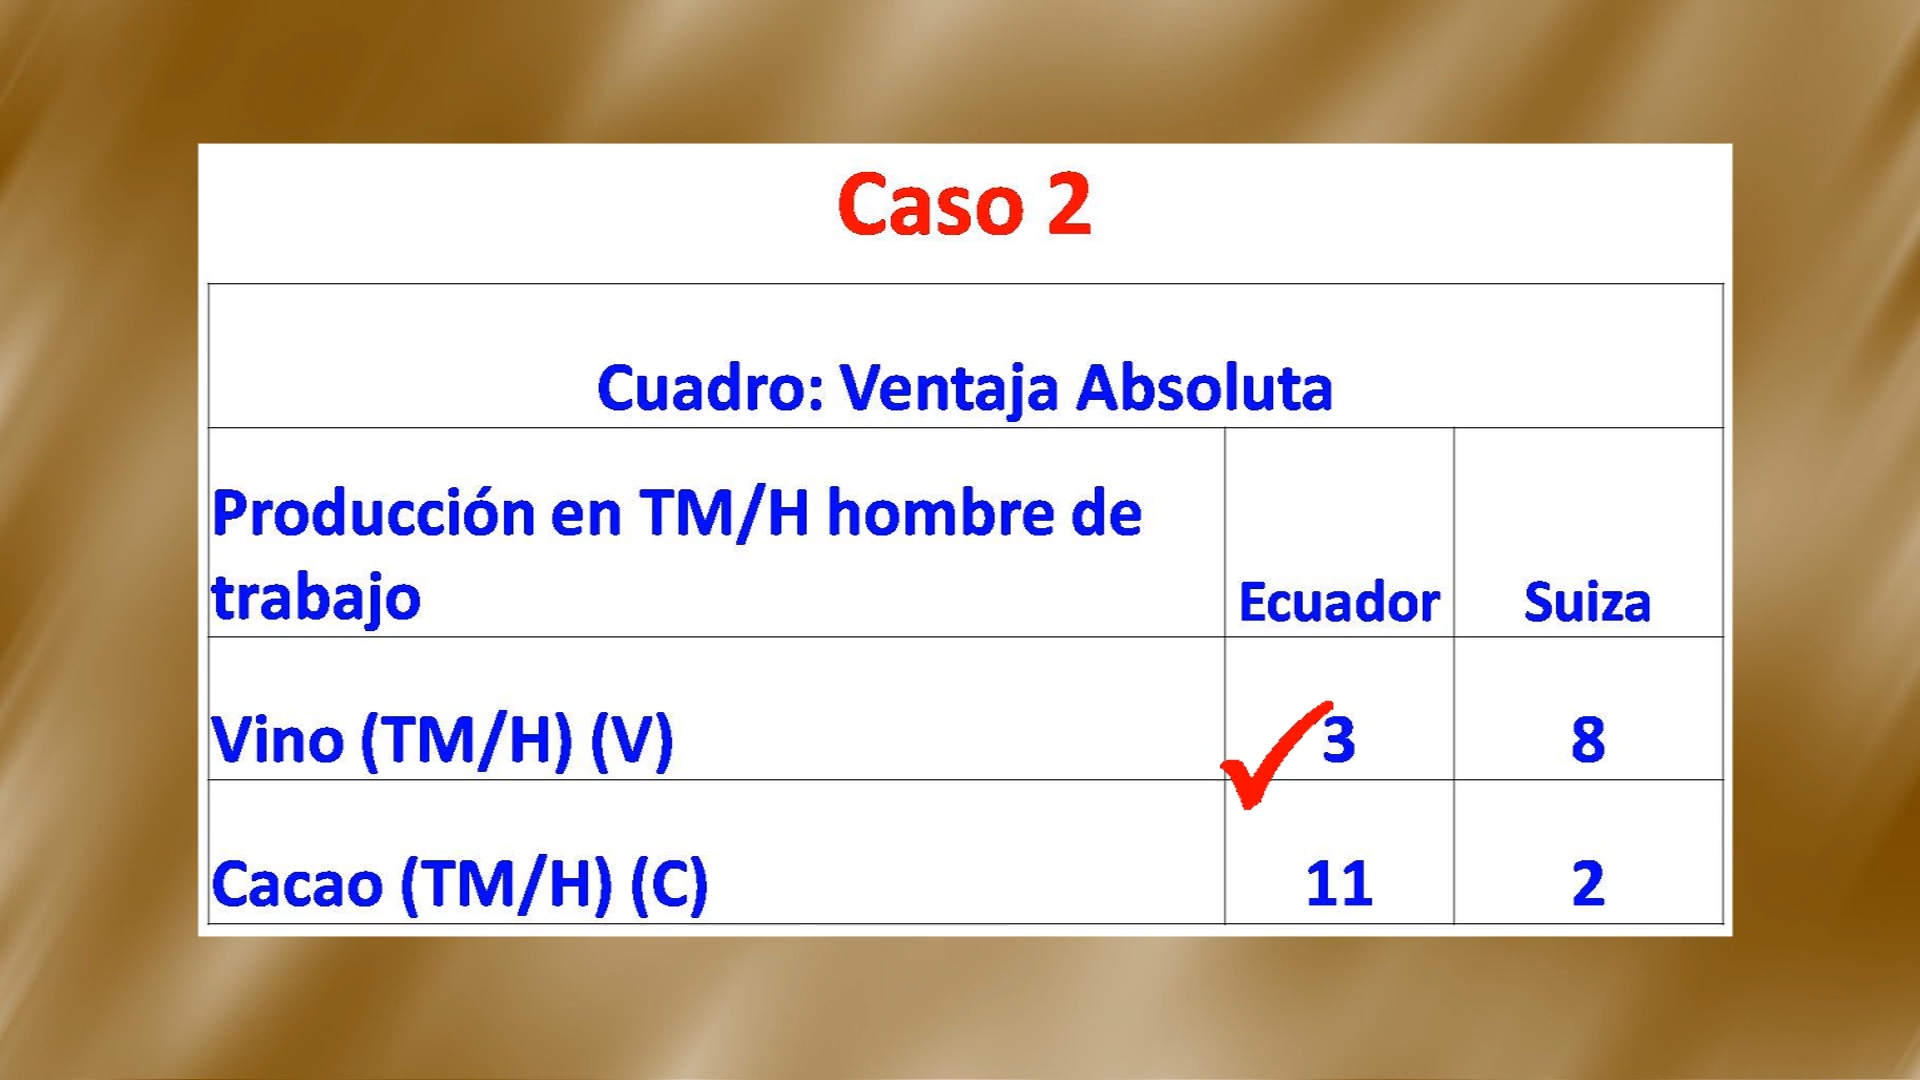 Caso 2
Cuadro: Ventaja Absoluta
Producción en TM/H hombre de
trabajo
Ecuador
Suiza
Vino (TM/H) (V)
3
8
Cacao (TM/H) (C)
11
2